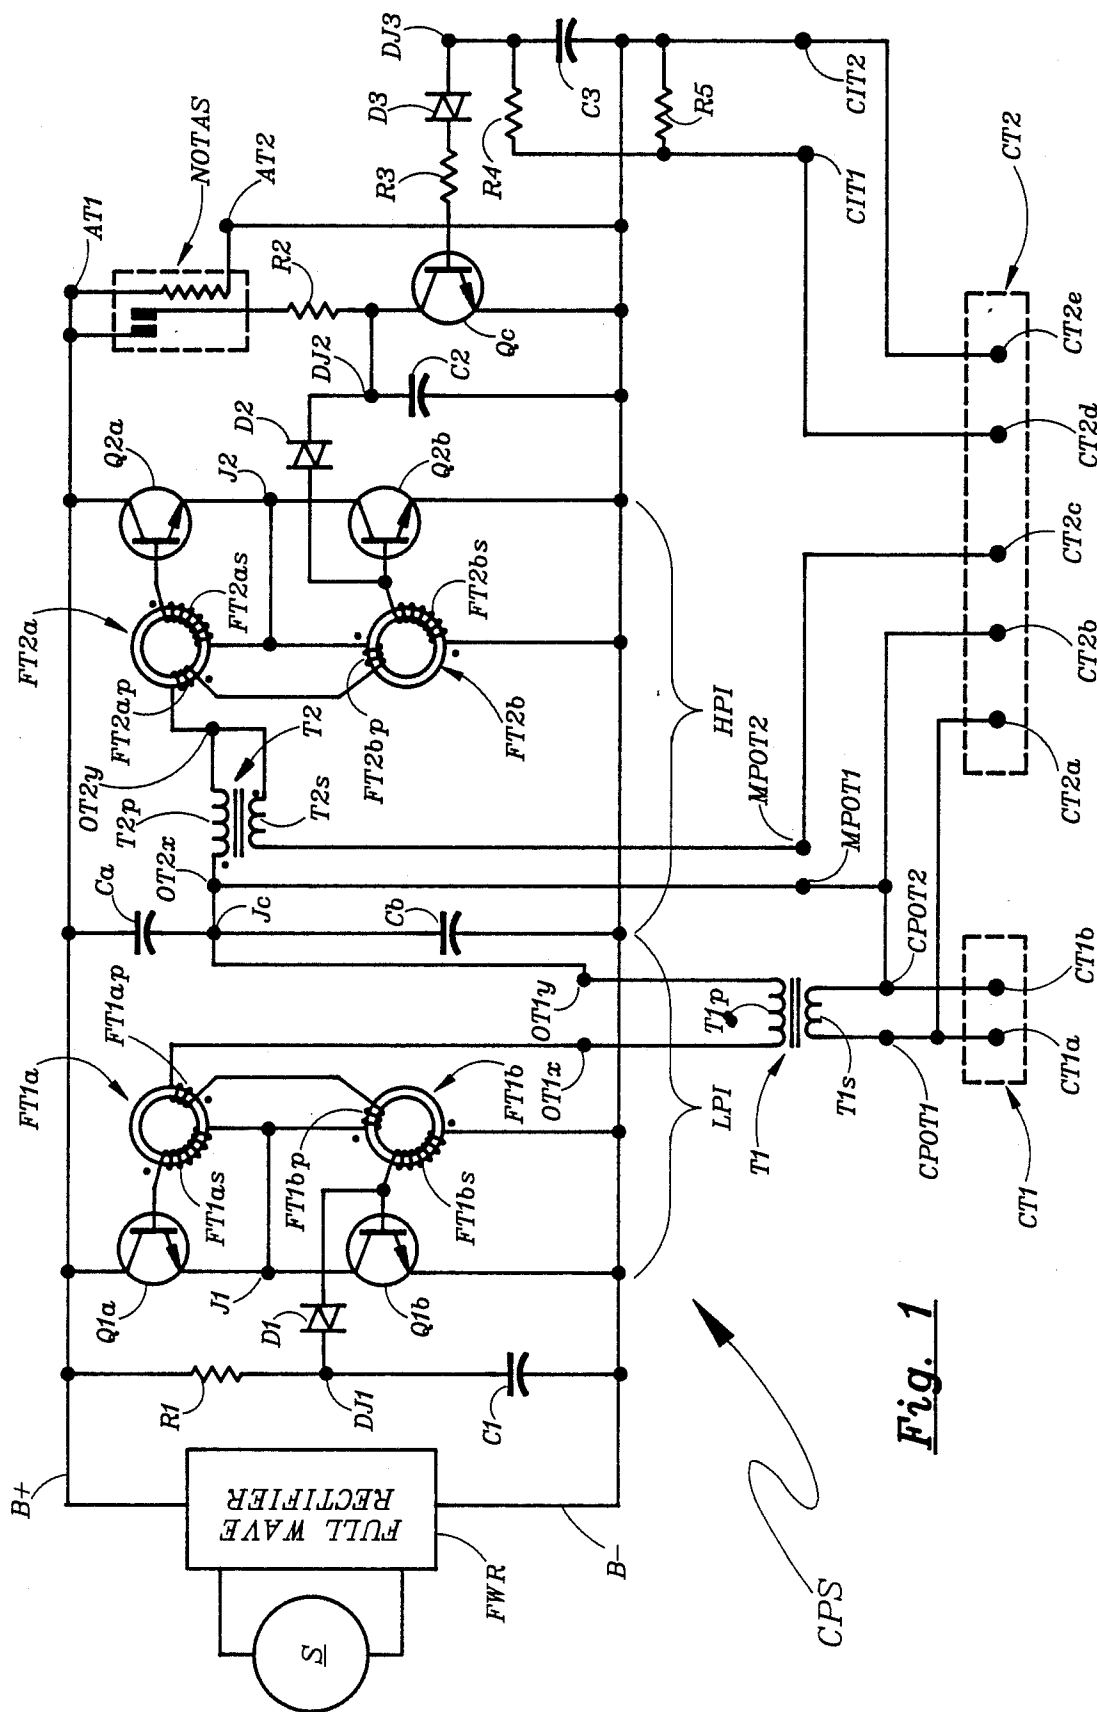 DJ3
D3
C3
R3
R4
R5
CIT2
CIT1
AT1
NOTAS
AT2
R2
Qc
DJ2
C2
D2
Q2a
J2
Q2b
FT2a
FT2as
FT2bs
FT2ap
FT2bp
FT2b
T2
OT2y
T2p
T2s
OT2x
Ca
Jc
Cb
HPI
MPOT2
MPOT1
CT2
CT2e
CT2d
CT2c
CT2b
CT2a
FT1ap
FT1a
FT1as
FT1bp
FT1bs
FT1b
OT1y
OT1x
T1p
T1
T1s
LPI
CPOT2
CPOT1
CT1b
CT1a
CT1
Q1a
J1
Q1b
D1
R1
DJ1
C1
B+
FULL WAVE
RECTIFIER
FWR
B-
S
CPS
Fig. 1